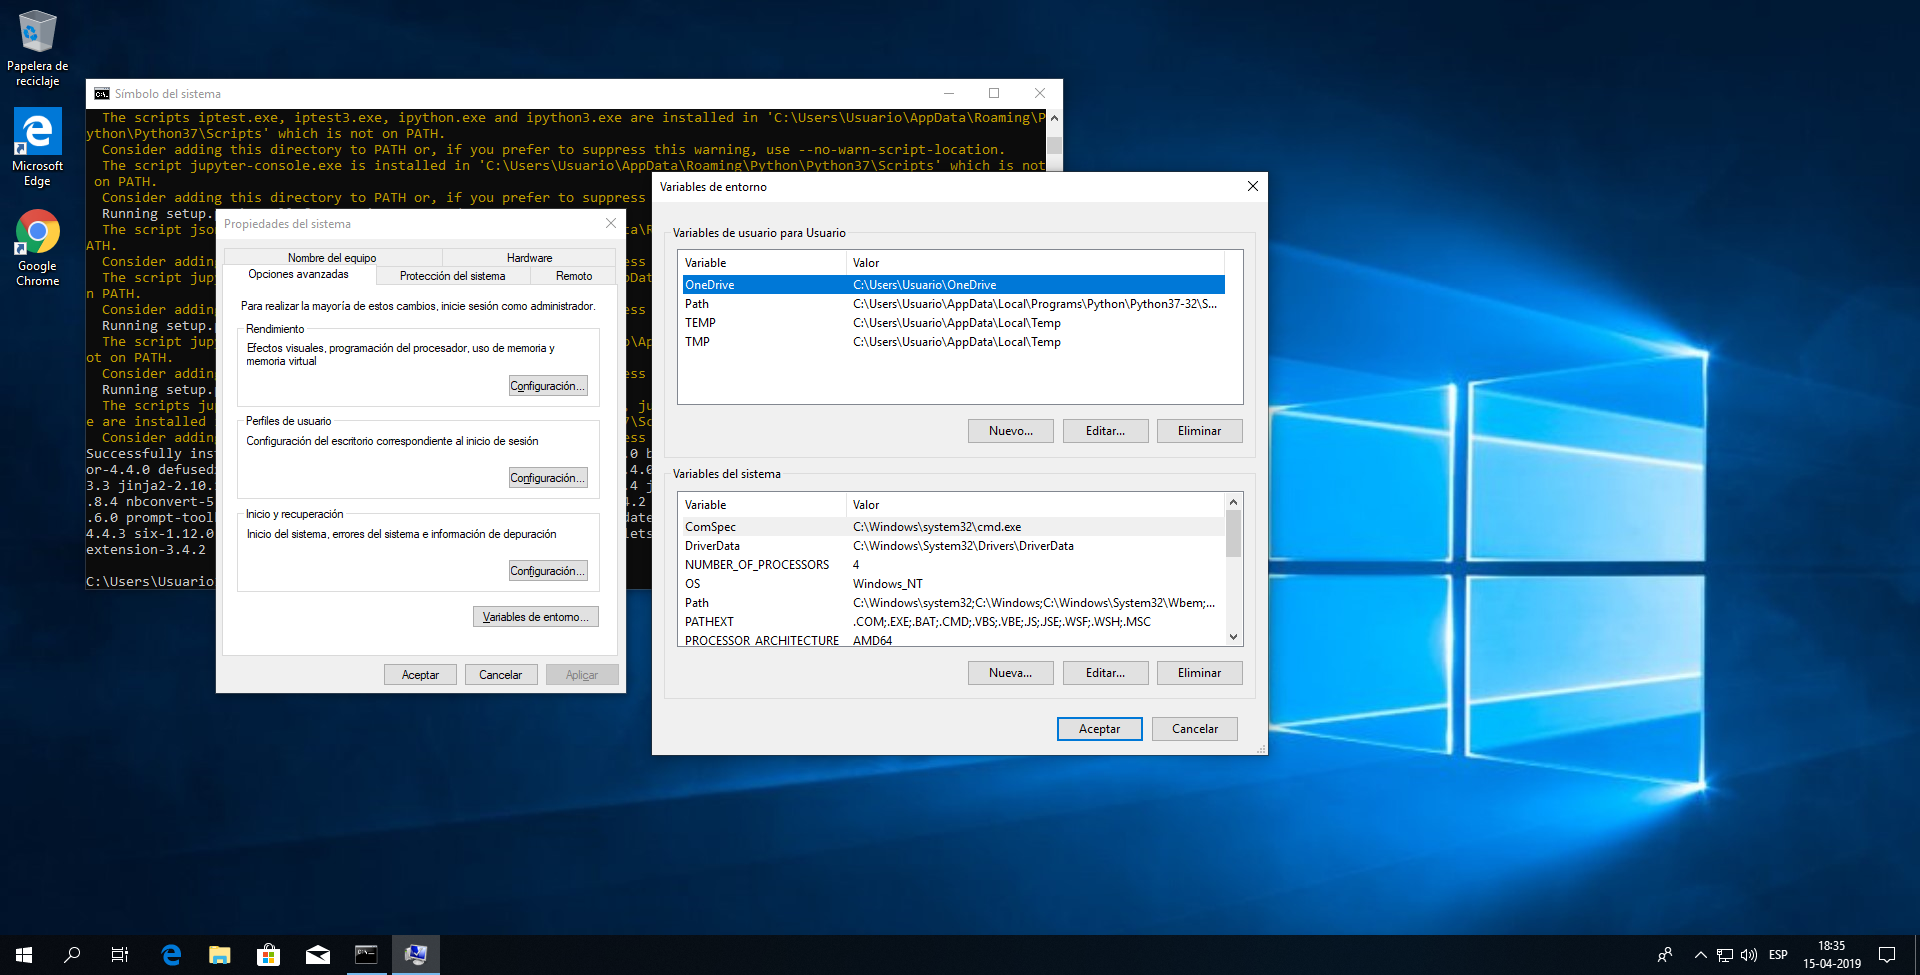 Papelera de
reciclaje
Microsoft
Edge
Google
Chrome
Símbolo del sistema
The scripts iptest.exe, iptest3.exe, ipython.exe and ipython3.exe are installed in 'C:\Users\Usuario\AppData\Roaming\P
ython\Python37\Scripts' which is not on PATH.
Consider adding this directory to PATH or, if you prefer to suppress this warning, use --no-warn-script-location.
The script jupyter-console.exe is installed in 'C:\Users\Usuario\AppData\Roaming\Python\Python37\Scripts' which is not
on PATH.
Consider adding this directory to PATH or, if you prefer to suppress
Running setup.
The script jso
ATH.
Consider addin
The script jup
n PATH.
Consider addin
Running setup.
The script jup
ot on PATH.
Consider addin
Running setup.
The scripts ju
e are installed
Consider addin
Successfully ins
or-4.4.0 defused
3.3 jinja2-2.10.
.8.4 nbconvert-5
.6.0 prompt-tool
4.4.3 six-1.12.0
extension-3.4.2
C:\Users\Usuario
Propiedades del sistema
Nombre del equipo
Hardware
Opciones avanzadas
Protección del sistema
Remoto
Para realizar la mayoría de estos cambios, inicie sesión como administrador.
Rendimiento
Efectos visuales, programación del procesador, uso de memoria y
memoria virtual
Configuración...
Perfiles de usuario
Configuración del escritorio correspondiente al inicio de sesión
Configuración...
Inicio y recuperación
Inicio del sistema, errores del sistema e información de depuración
Configuración...
Variables de entorno...
Aceptar
Cancelar
Aplicar
Variables de entorno
Variables de usuario para Usuario
Variable Valor
OneDrive C:\Users\Usuario\OneDrive
Path C:\Users\Usuario\AppData\Local\Programs\Python\Python37-32\S...
TEMP C:\Users\Usuario\AppData\Local\Temp
TMP C:\Users\Usuario\AppData\Local\Temp
Nuevo...
Editar...
Eliminar
Variables del sistema
Variable Valor
ComSpec C:\Windows\system32\cmd.exe
DriverData C:\Windows\System32\Drivers\DriverData
NUMBER_OF_PROCESSORS 4
OS Windows_NT
Path C:\Windows\system32;C:\Windows;C:\Windows\System32\Wbem;...
PATHEXT .COM;.EXE;.BAT;.CMD;.VBS;.VBE;.JS;.JSE;.WSF;.WSH;.MSC
PROCESSOR_ARCHITECTURE AMD64
Nueva...
Editar...
Eliminar
Aceptar
Cancelar
ESP
18:35
15-04-2019